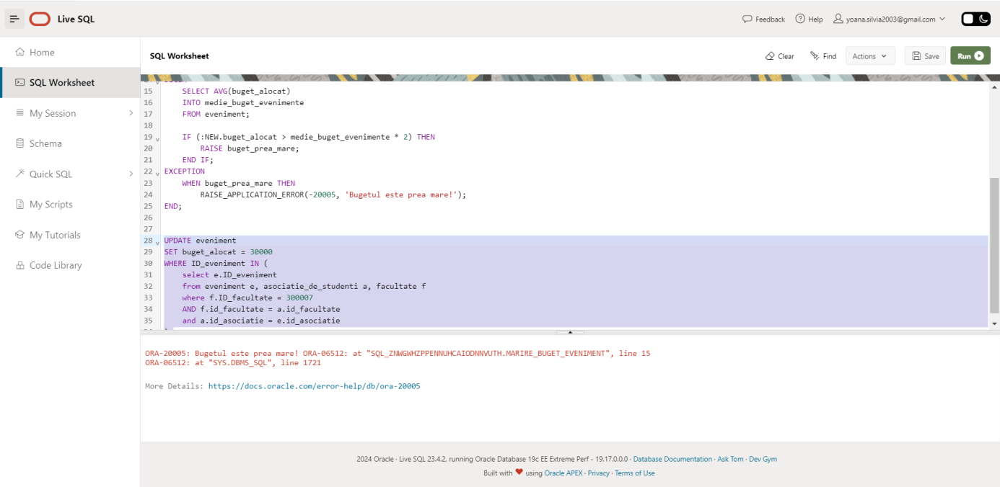 Live SQL
Feedback Help yoana.silvia2003@gmail.com
Home
SQL Worksheet
My Session
Schema
Quick SQL
My Scripts
My Tutorials
Code Library
SQL Worksheet
Clear Find Actions Save Run
15 SELECT AVG(buget_alocat)
16 INTO medie_buget_evenimente
17 FROM eveniment;
18
19 IF (:NEW.buget_alocat > medie_buget_evenimente * 2) THEN
20 RAISE buget_prea_mare;
21 END IF;
22 EXCEPTION
23 WHEN buget_prea_mare THEN
24 RAISE_APPLICATION_ERROR(-20005, 'Bugetul este prea mare!');
25 END;
26
27
28 UPDATE eveniment
29 SET buget_alocat = 30000
30 WHERE ID_eveniment IN (
31 select e.ID_eveniment
32 from eveniment e, asociatie_de_studenti a, facultate f
33 where f.ID_facultate = 300007
34 AND f.id_facultate = a.id_facultate
35 and a.id_asociatie = e.id_asociatie
ORA-20005: Bugetul este prea mare! ORA-06512: at "SQL_ZNWGWHZPPENNUHCAIODNNVUTH.MARIRE_BUGET_EVENIMENT", line 15
ORA-06512: at "SYS.DBMS_SQL", line 1721
More Details: https://docs.oracle.com/error-help/db/ora-20005
2024 Oracle · Live SQL 23.4.2, running Oracle Database 19c EE Extreme Perf - 19.17.0.0.0 · Database Documentation · Ask Tom · Dev Gym
Built with ❤ using Oracle APEX · Privacy · Terms of Use